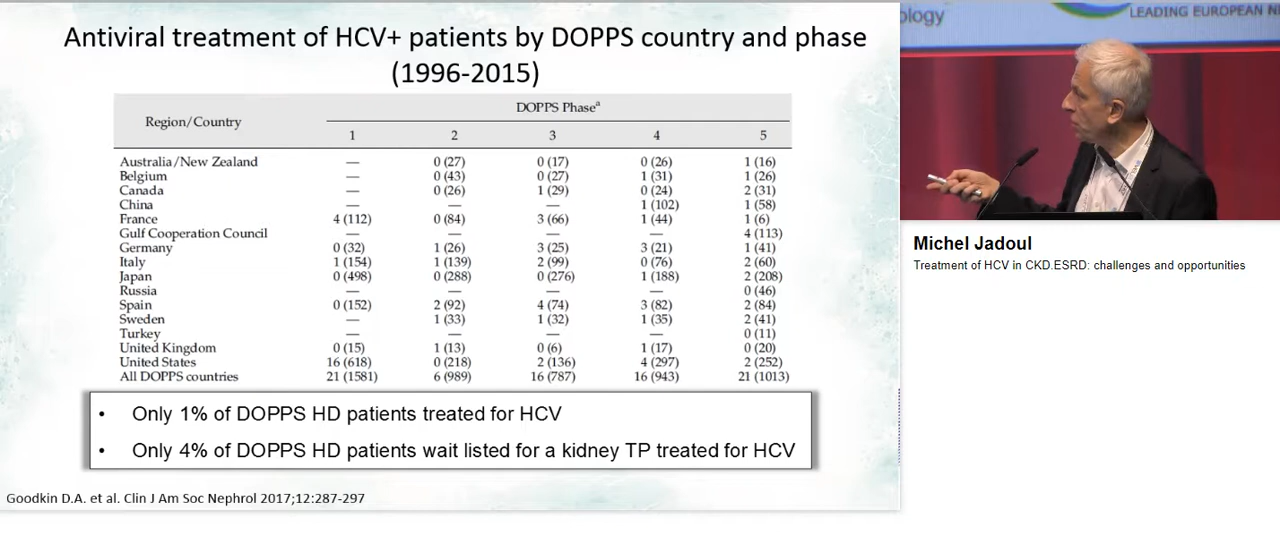 Antiviral treatment of HCV+ patients by DOPPS country and phase
(1996-2015)
DOPPS Phaseᵃ
Region/Country 1 2 3 4 5
Australia/New Zealand — 0 (27) 0 (17) 0 (26) 1 (16)
Belgium — 0 (43) 0 (27) 1 (31) 1 (26)
Canada — 0 (26) 1 (29) 0 (24) 2 (31)
China — — — 1 (102) 1 (58)
France 4 (112) 0 (84) 3 (66) 1 (44) 1 (6)
Gulf Cooperation Council — — — — 4 (113)
Germany 0 (32) 1 (26) 3 (25) 3 (21) 1 (41)
Italy 1 (154) 1 (139) 2 (99) 0 (76) 2 (60)
Japan 0 (498) 0 (288) 0 (276) 1 (188) 2 (208)
Russia — — — — 0 (46)
Spain 0 (152) 2 (92) 4 (74) 3 (82) 2 (84)
Sweden — 1 (33) 1 (32) 1 (35) 2 (41)
Turkey — — — — 0 (11)
United Kingdom 0 (15) 1 (13) 0 (6) 1 (17) 0 (20)
United States 16 (618) 0 (218) 2 (136) 4 (297) 2 (252)
All DOPPS countries 21 (1581) 6 (989) 16 (787) 16 (943) 21 (1013)
• Only 1% of DOPPS HD patients treated for HCV
• Only 4% of DOPPS HD patients wait listed for a kidney TP treated for HCV
Goodkin D.A. et al. Clin J Am Soc Nephrol 2017;12:287-297
ology
LEADING EUROPEAN NE
Michel Jadoul
Treatment of HCV in CKD.ESRD: challenges and opportunities